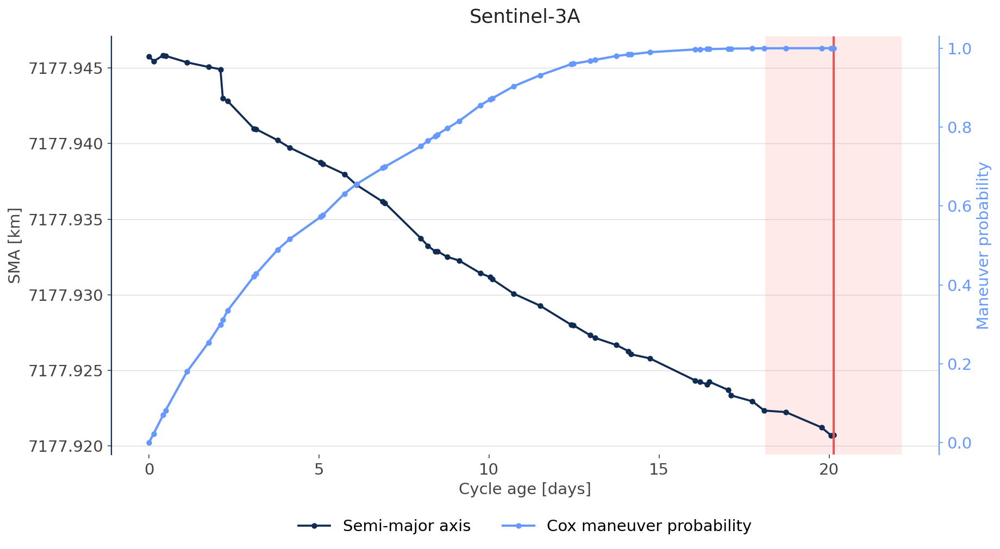 Sentinel-3A
SMA [km]
7177.945
7177.940
7177.935
7177.930
7177.925
7177.920
1.0
0.8
0.6
0.4
0.2
0.0
Maneuver probability
0 5 10 15 20
Cycle age [days]
Semi-major axis Cox maneuver probability